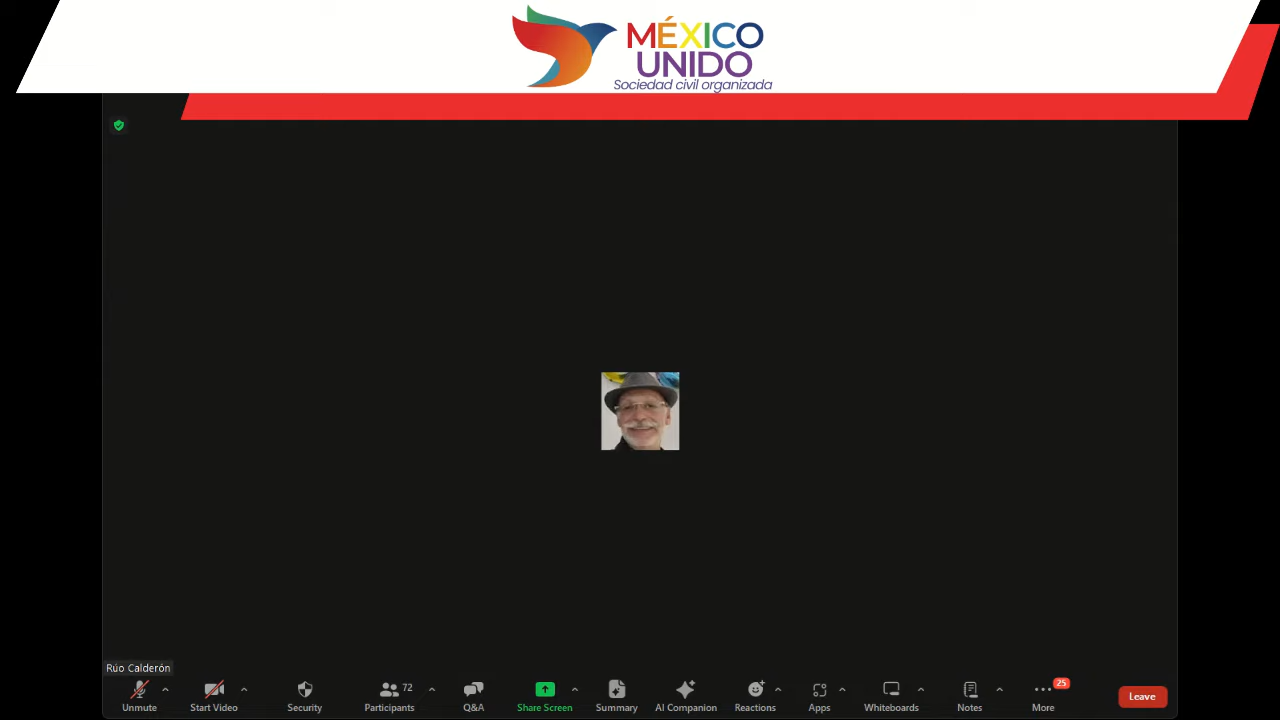 MÉXICO
UNIDO
Sociedad civil organizada
Rúo Calderón
72
25
Unmute
Start Video
Security
Participants
Q&A
Share Screen
Summary
AI Companion
Reactions
Apps
Whiteboards
Notes
More
Leave